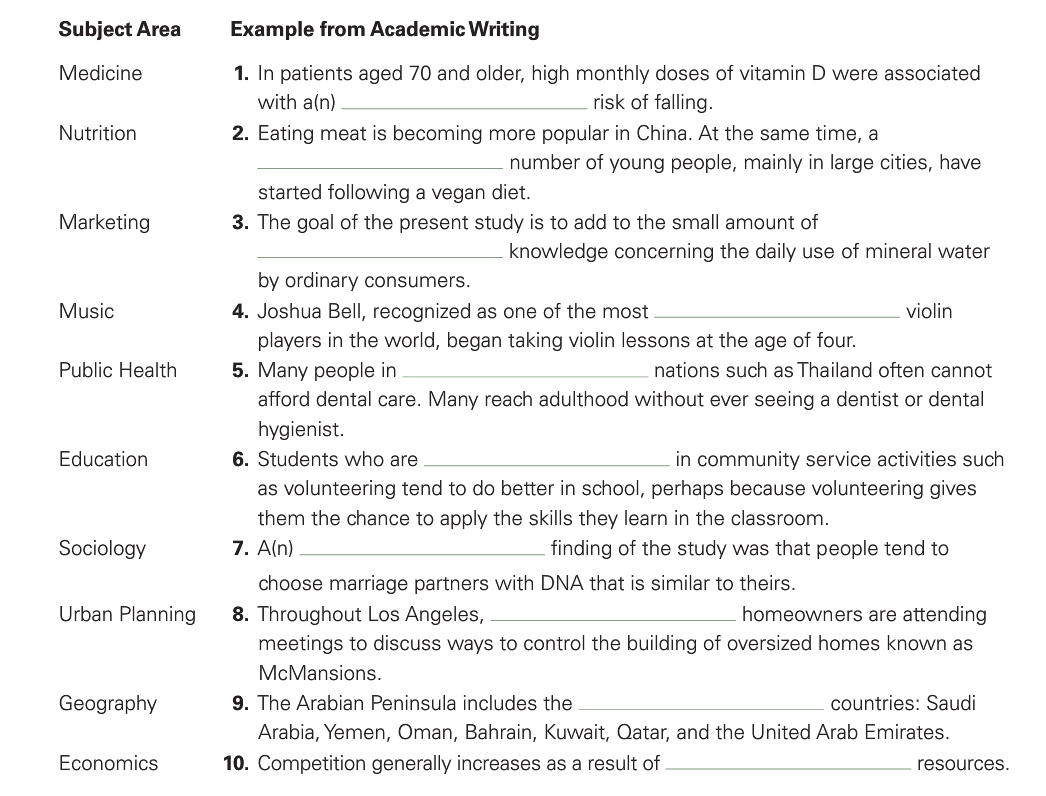 Subject Area Example from Academic Writing
Medicine 1. In patients aged 70 and older, high monthly doses of vitamin D were associated
with a(n) ____________________ risk of falling.
Nutrition 2. Eating meat is becoming more popular in China. At the same time, a
____________________ number of young people, mainly in large cities, have
started following a vegan diet.
Marketing 3. The goal of the present study is to add to the small amount of
____________________ knowledge concerning the daily use of mineral water
by ordinary consumers.
Music 4. Joshua Bell, recognized as one of the most ____________________ violin
players in the world, began taking violin lessons at the age of four.
Public Health 5. Many people in ____________________ nations such as Thailand often cannot
afford dental care. Many reach adulthood without ever seeing a dentist or dental
hygienist.
Education 6. Students who are ____________________ in community service activities such
as volunteering tend to do better in school, perhaps because volunteering gives
them the chance to apply the skills they learn in the classroom.
Sociology 7. A(n) ____________________ finding of the study was that people tend to
choose marriage partners with DNA that is similar to theirs.
Urban Planning 8. Throughout Los Angeles, ____________________ homeowners are attending
meetings to discuss ways to control the building of oversized homes known as
McMansions.
Geography 9. The Arabian Peninsula includes the ____________________ countries: Saudi
Arabia, Yemen, Oman, Bahrain, Kuwait, Qatar, and the United Arab Emirates.
Economics 10. Competition generally increases as a result of ____________________ resources.